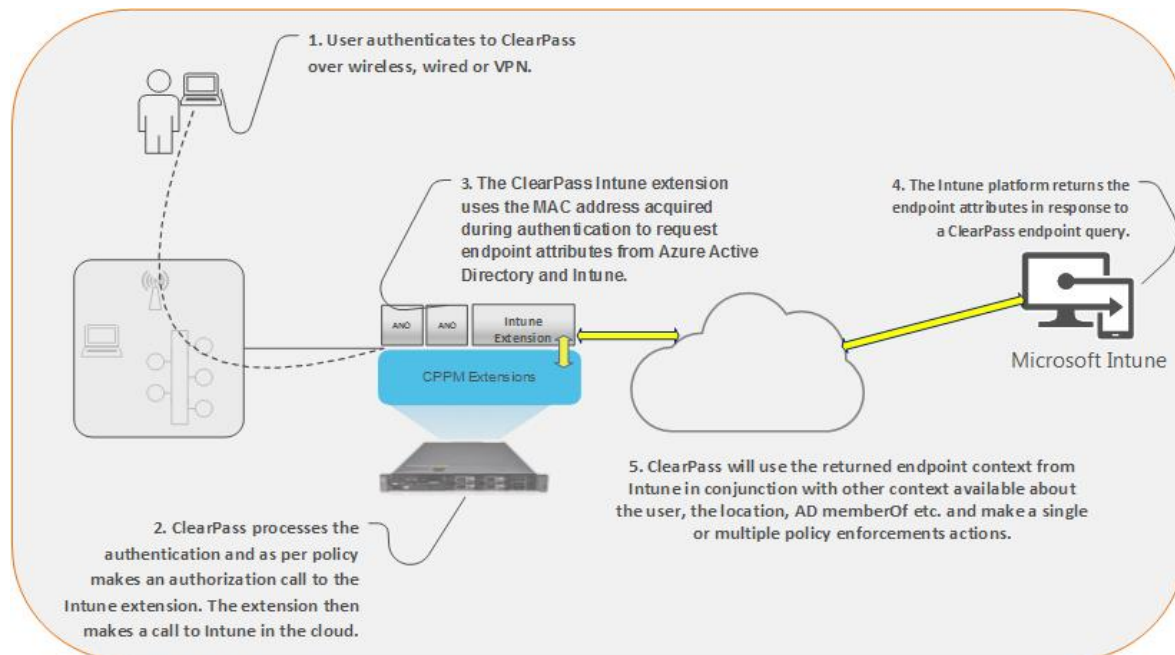 1. User authenticates to ClearPass
over wireless, wired or VPN.
3. The ClearPass Intune extension
uses the MAC address acquired
during authentication to request
endpoint attributes from Azure Active
Directory and Intune.
4. The Intune platform returns the
endpoint attributes in response to
a ClearPass endpoint query.
ANO
ANO
Intune
Extension
CPPM Extensions
Microsoft Intune
2. ClearPass processes the
authentication and as per policy
makes an authorization call to the
Intune extension. The extension then
makes a call to Intune in the cloud.
5. ClearPass will use the returned endpoint context from
Intune in conjunction with other context available about
the user, the location, AD memberOf etc. and make a single
or multiple policy enforcements actions.